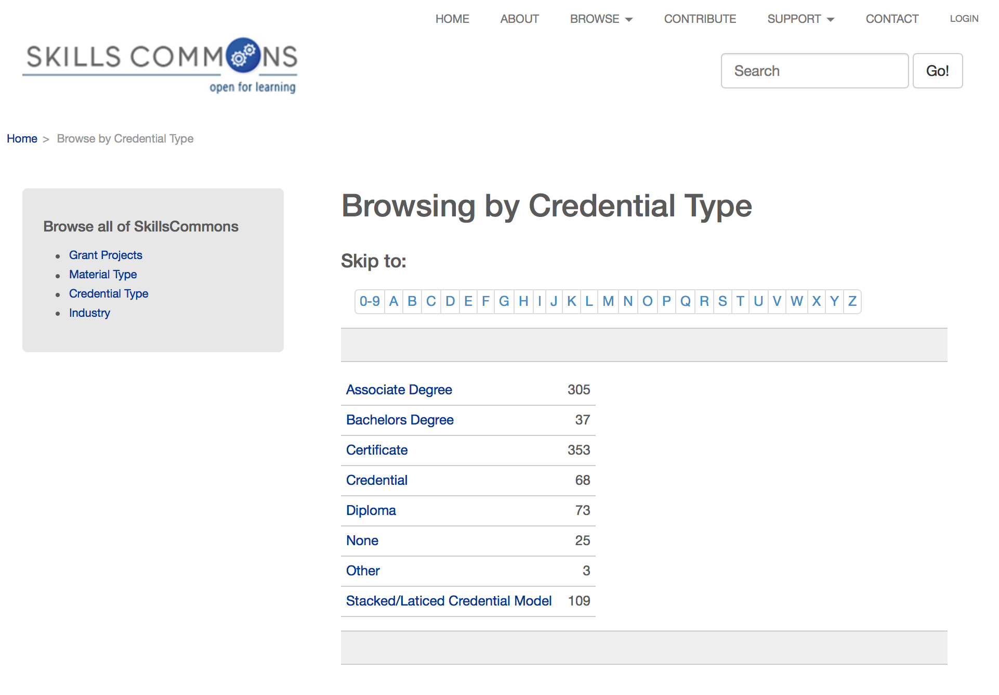 HOME ABOUT BROWSE CONTRIBUTE SUPPORT CONTACT LOGIN
SKILLS COMMONS
open for learning
Search Go!
Home > Browse by Credential Type
Browse all of SkillsCommons
• Grant Projects
• Material Type
• Credential Type
• Industry
Browsing by Credential Type
Skip to:
0-9 A B C D E F G H I J K L M N O P Q R S T U V W X Y Z
Associate Degree 305
Bachelors Degree 37
Certificate 353
Credential 68
Diploma 73
None 25
Other 3
Stacked/Laticed Credential Model 109